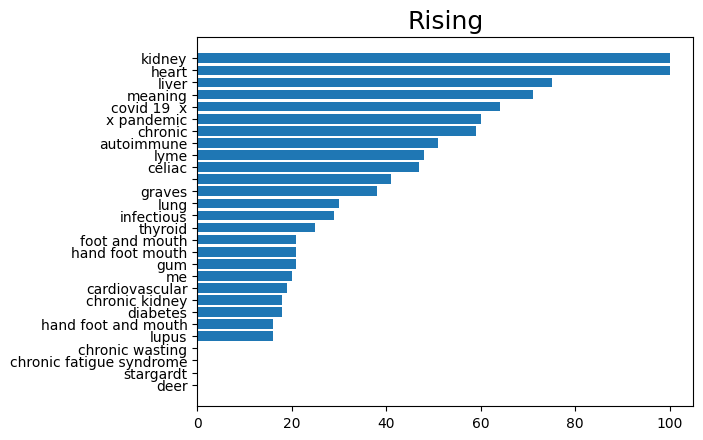 Rising
kidney
heart
liver
meaning
covid 19  x
x pandemic
chronic
autoimmune
lyme
celiac
graves
lung
infectious
thyroid
foot and mouth
hand foot mouth
gum
me
cardiovascular
chronic kidney
diabetes
hand foot and mouth
lupus
chronic wasting
chronic fatigue syndrome
stargardt
deer
0 20 40 60 80 100